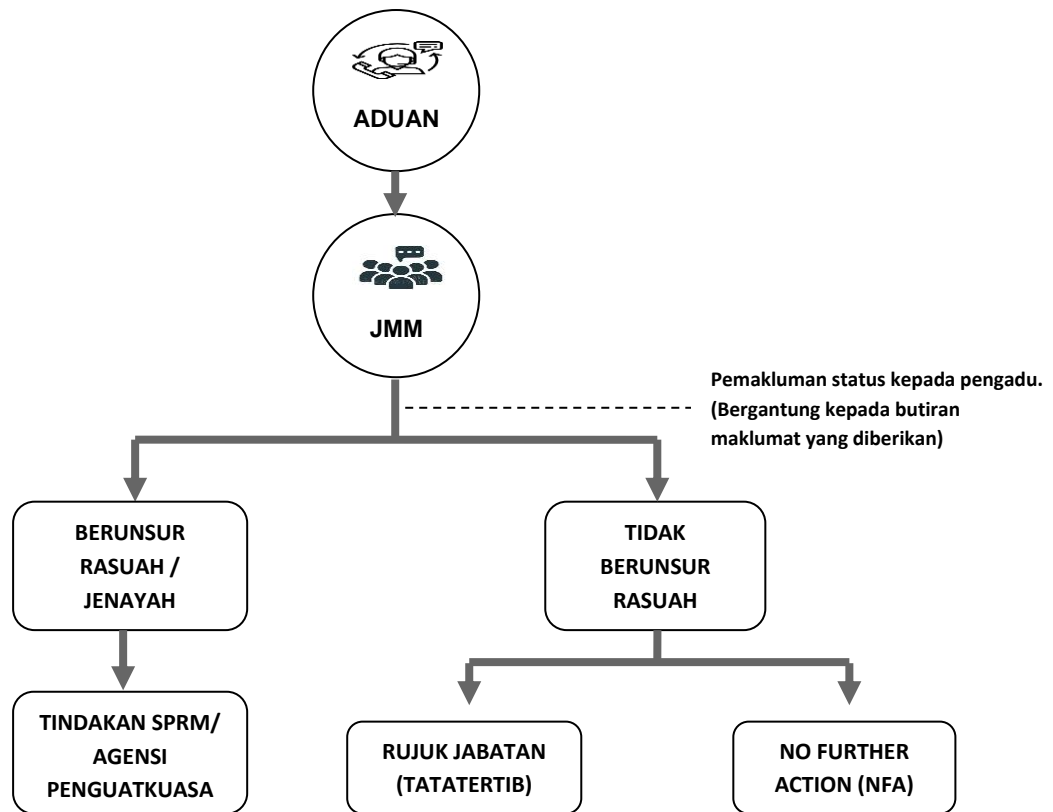 ADUAN
JMM
Pemakluman status kepada pengadu.
(Bergantung kepada butiran
maklumat yang diberikan)
BERUNSUR
RASUAH /
JENAYAH
TIDAK
BERUNSUR
RASUAH
TINDAKAN SPRM/
AGENSI
PENGUATKUASA
RUJUK JABATAN
(TATATERTIB)
NO FURTHER
ACTION (NFA)